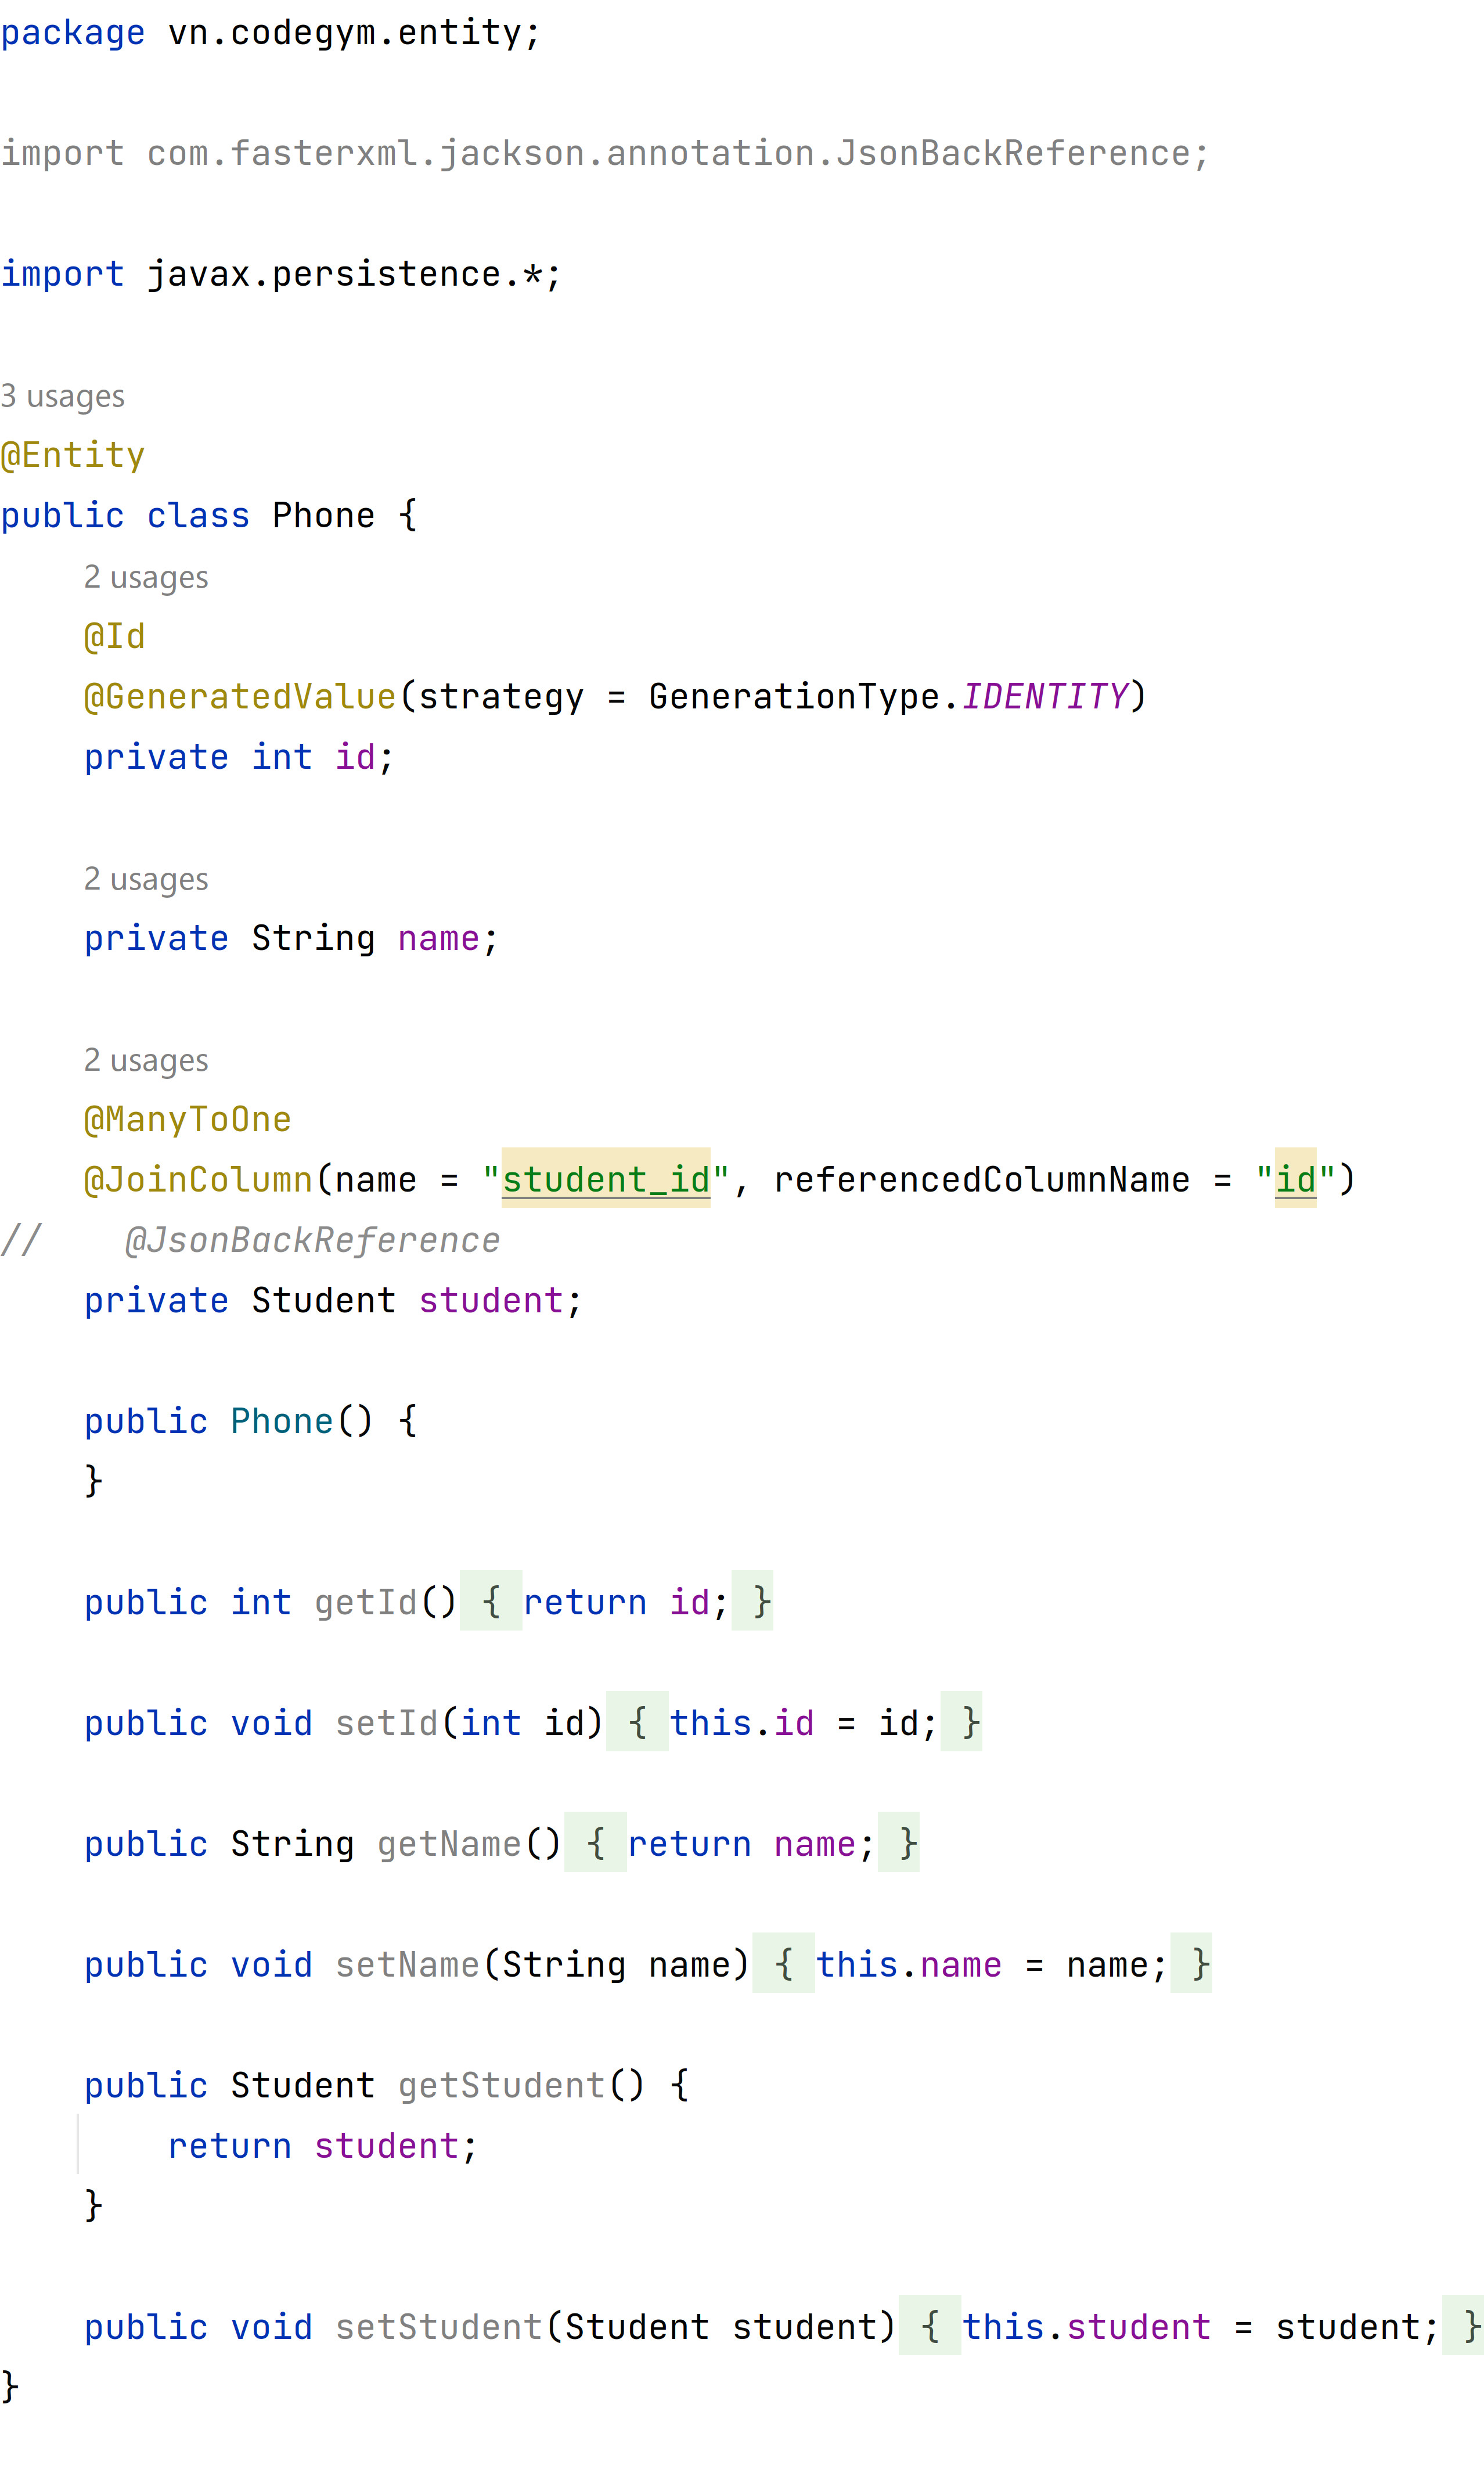 package vn.codegym.entity;
import com.fasterxml.jackson.annotation.JsonBackReference;
import javax.persistence.*;
3 usages
@Entity
public class Phone {
2 usages
@Id
@GeneratedValue(strategy = GenerationType.IDENTITY)
private int id;
2 usages
private String name;
2 usages
@ManyToOne
@JoinColumn(name = "student_id", referencedColumnName = "id")
//    @JsonBackReference
private Student student;
public Phone() {
}
public int getId() { return id; }
public void setId(int id) { this.id = id; }
public String getName() { return name; }
public void setName(String name) { this.name = name; }
public Student getStudent() {
return student;
}
public void setStudent(Student student) { this.student = student; }
}